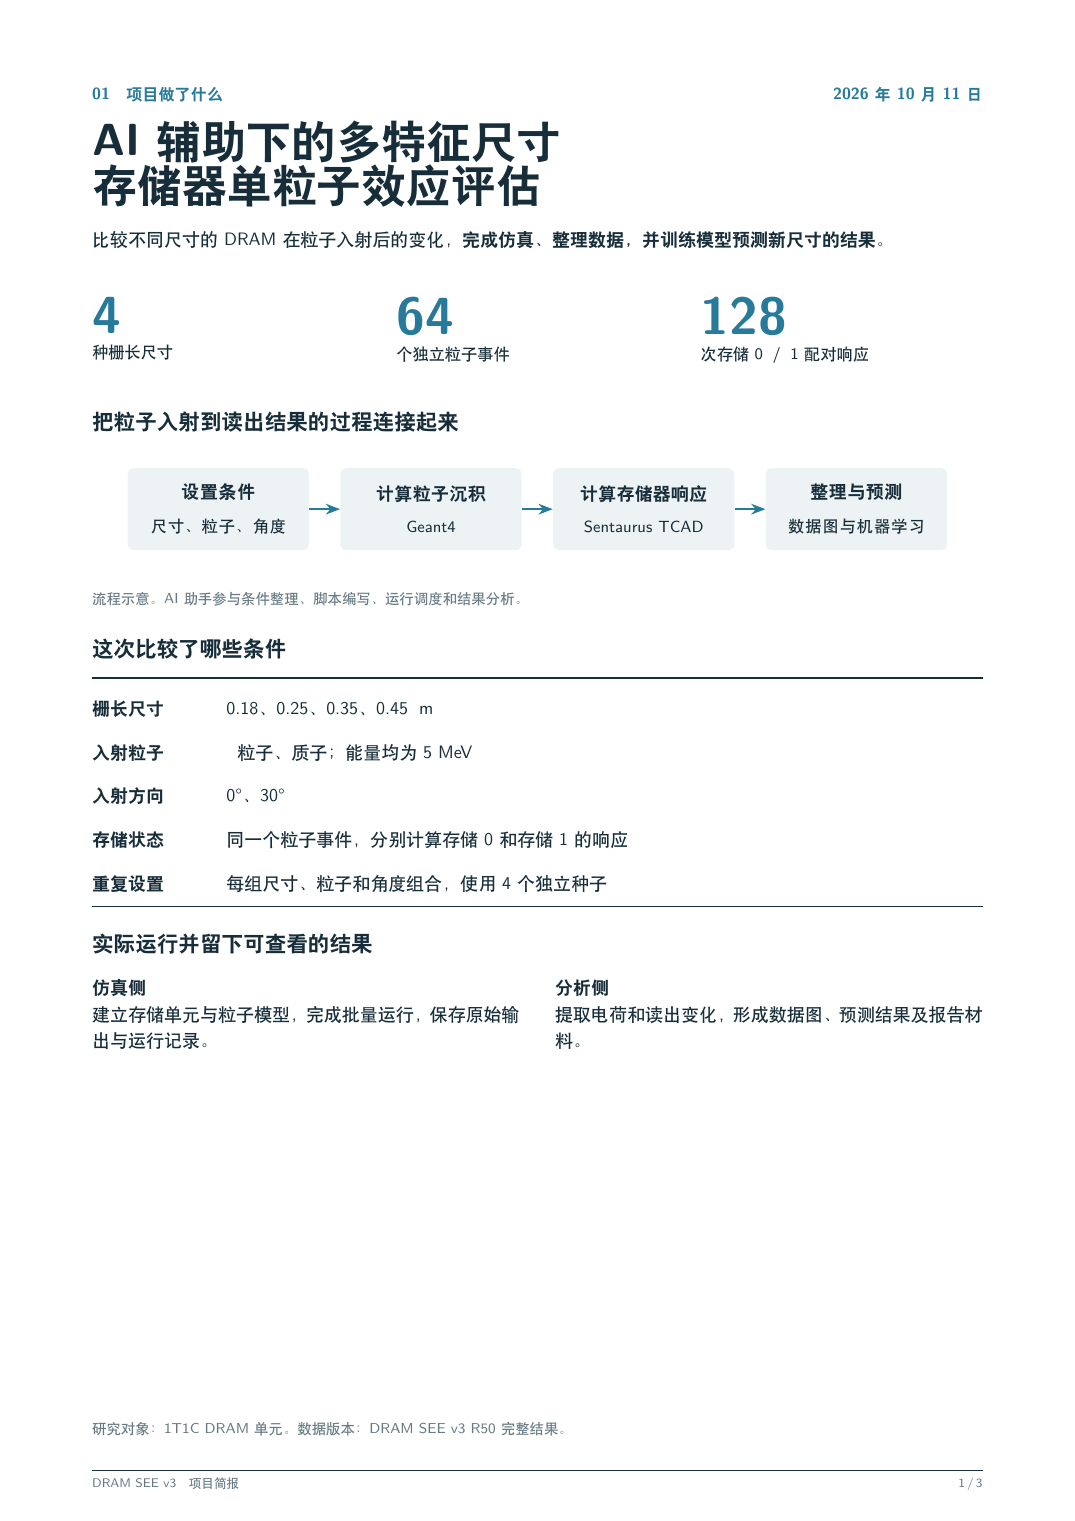 01 项目做了什么
2026 年 10 月 11 日
AI 辅助下的多特征尺寸
存储器单粒子效应评估
比较不同尺寸的 DRAM 在粒子入射后的变化，完成仿真、整理数据，并训练模型预测新尺寸的结果。
4
种栅长尺寸
64
个独立粒子事件
128
次存储 0 / 1 配对响应
把粒子入射到读出结果的过程连接起来
设置条件
尺寸、粒子、角度
计算粒子沉积
Geant4
计算存储器响应
Sentaurus TCAD
整理与预测
数据图与机器学习
流程示意。AI 助手参与条件整理、脚本编写、运行调度和结果分析。
这次比较了哪些条件
栅长尺寸 0.18、0.25、0.35、0.45 m
入射粒子 粒子、质子；能量均为 5 MeV
入射方向 0°、30°
存储状态 同一个粒子事件，分别计算存储 0 和存储 1 的响应
重复设置 每组尺寸、粒子和角度组合，使用 4 个独立种子
实际运行并留下可查看的结果
仿真侧
建立存储单元与粒子模型，完成批量运行，保存原始输
出与运行记录。
分析侧
提取电荷和读出变化，形成数据图、预测结果及报告材
料。
研究对象：1T1C DRAM 单元。数据版本：DRAM SEE v3 R50 完整结果。
DRAM SEE v3 项目简报
1 / 3